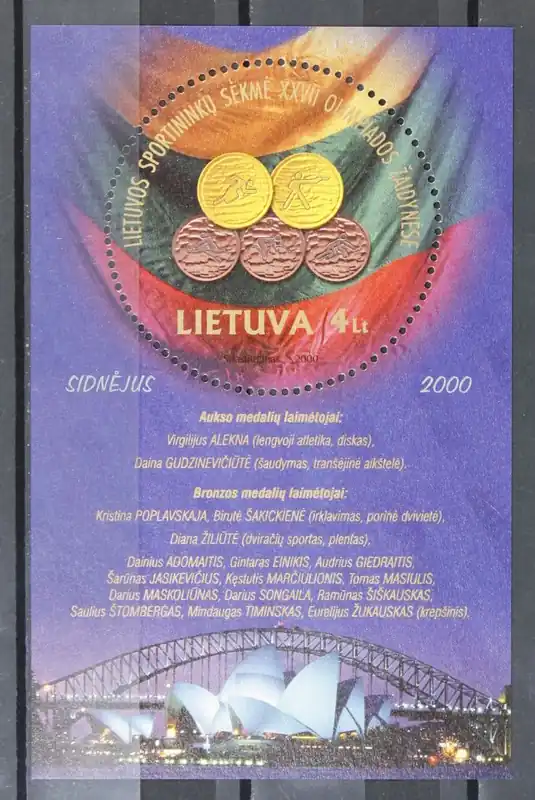 LIETUVOS SPORTININKŲ SĖKMĖ XXVII OLIMPIADOS ŽAIDYNĖSE
LIETUVA 4 Lt
2000
SIDNĖJUS 2000
Aukso medalių laimėtojai:
Virgilijus ALEKNA (lengvoji atletika, diskas),
Daina GUDZINEVIČIŪTĖ (šaudymas, tranšėjinė aikštelė).
Bronzos medalių laimėtojai:
Kristina POPLAVSKAJA, Birutė ŠAKICKIENĖ (irklavimas, porinė dvivietė),
Diana ŽILIŪTĖ (dviračių sportas, plentas),
Dainius ADOMAITIS, Gintaras EINIKIS, Audrius GIEDRAITIS,
Šarūnas JASIKEVIČIUS, Kęstutis MARČIULIONIS, Tomas MASIULIS,
Darius MASKOLIŪNAS, Darius SONGAILA, Ramūnas ŠIŠKAUSKAS,
Saulius ŠTOMBERGAS, Mindaugas TIMINSKAS, Eurelijus ŽUKAUSKAS (krepšinis).